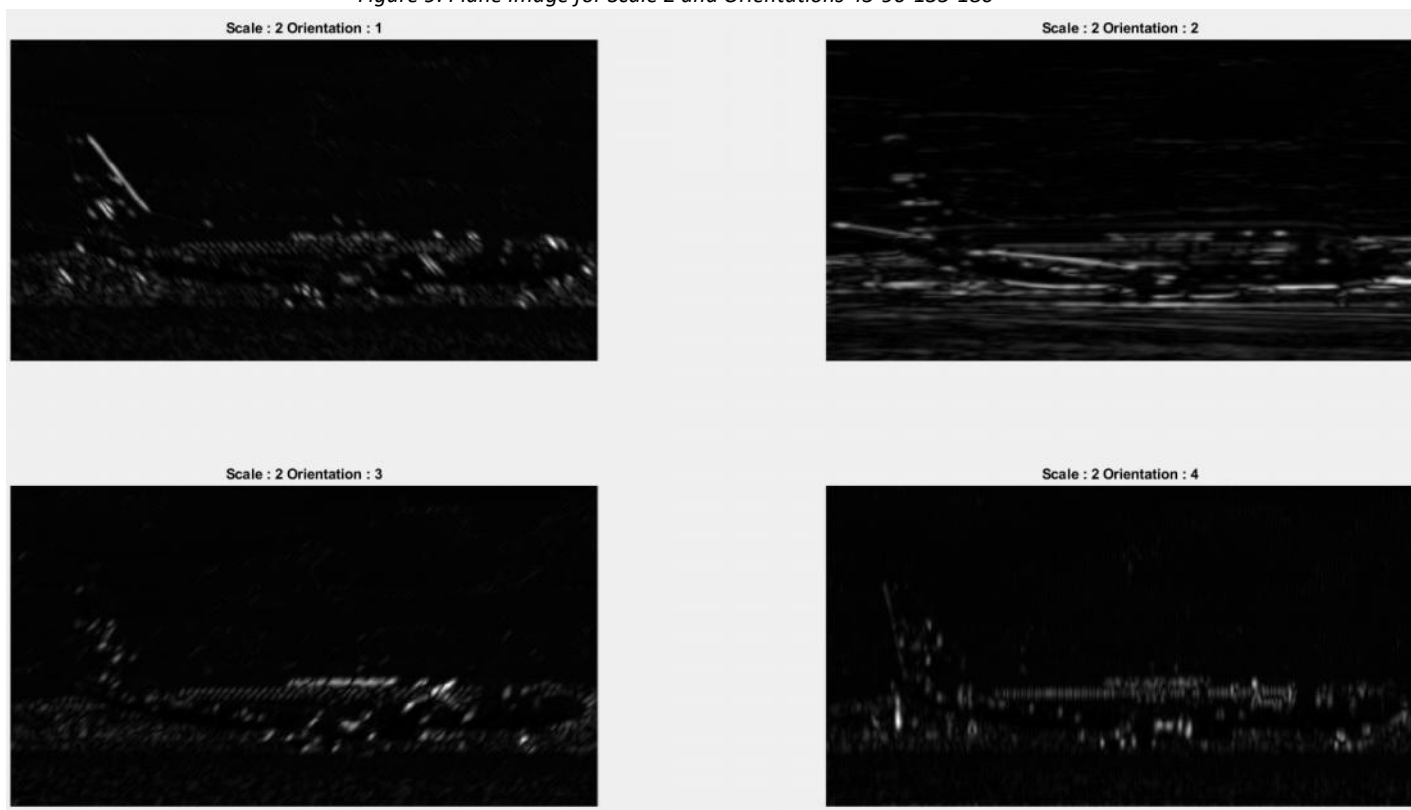 Figure 9: Plane Image for Scale 2 and Orientations 45-90-135-180
Scale : 2 Orientation : 1
Scale : 2 Orientation : 2
Scale : 2 Orientation : 3
Scale : 2 Orientation : 4